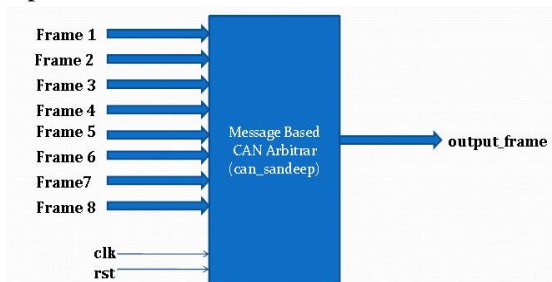 Frame 1
Frame 2
Frame 3
Frame 4
Frame 5
Frame 6
Frame7
Frame 8
clk
rst
Message Based
CAN Arbitrar
(can_sandeep)
output_frame